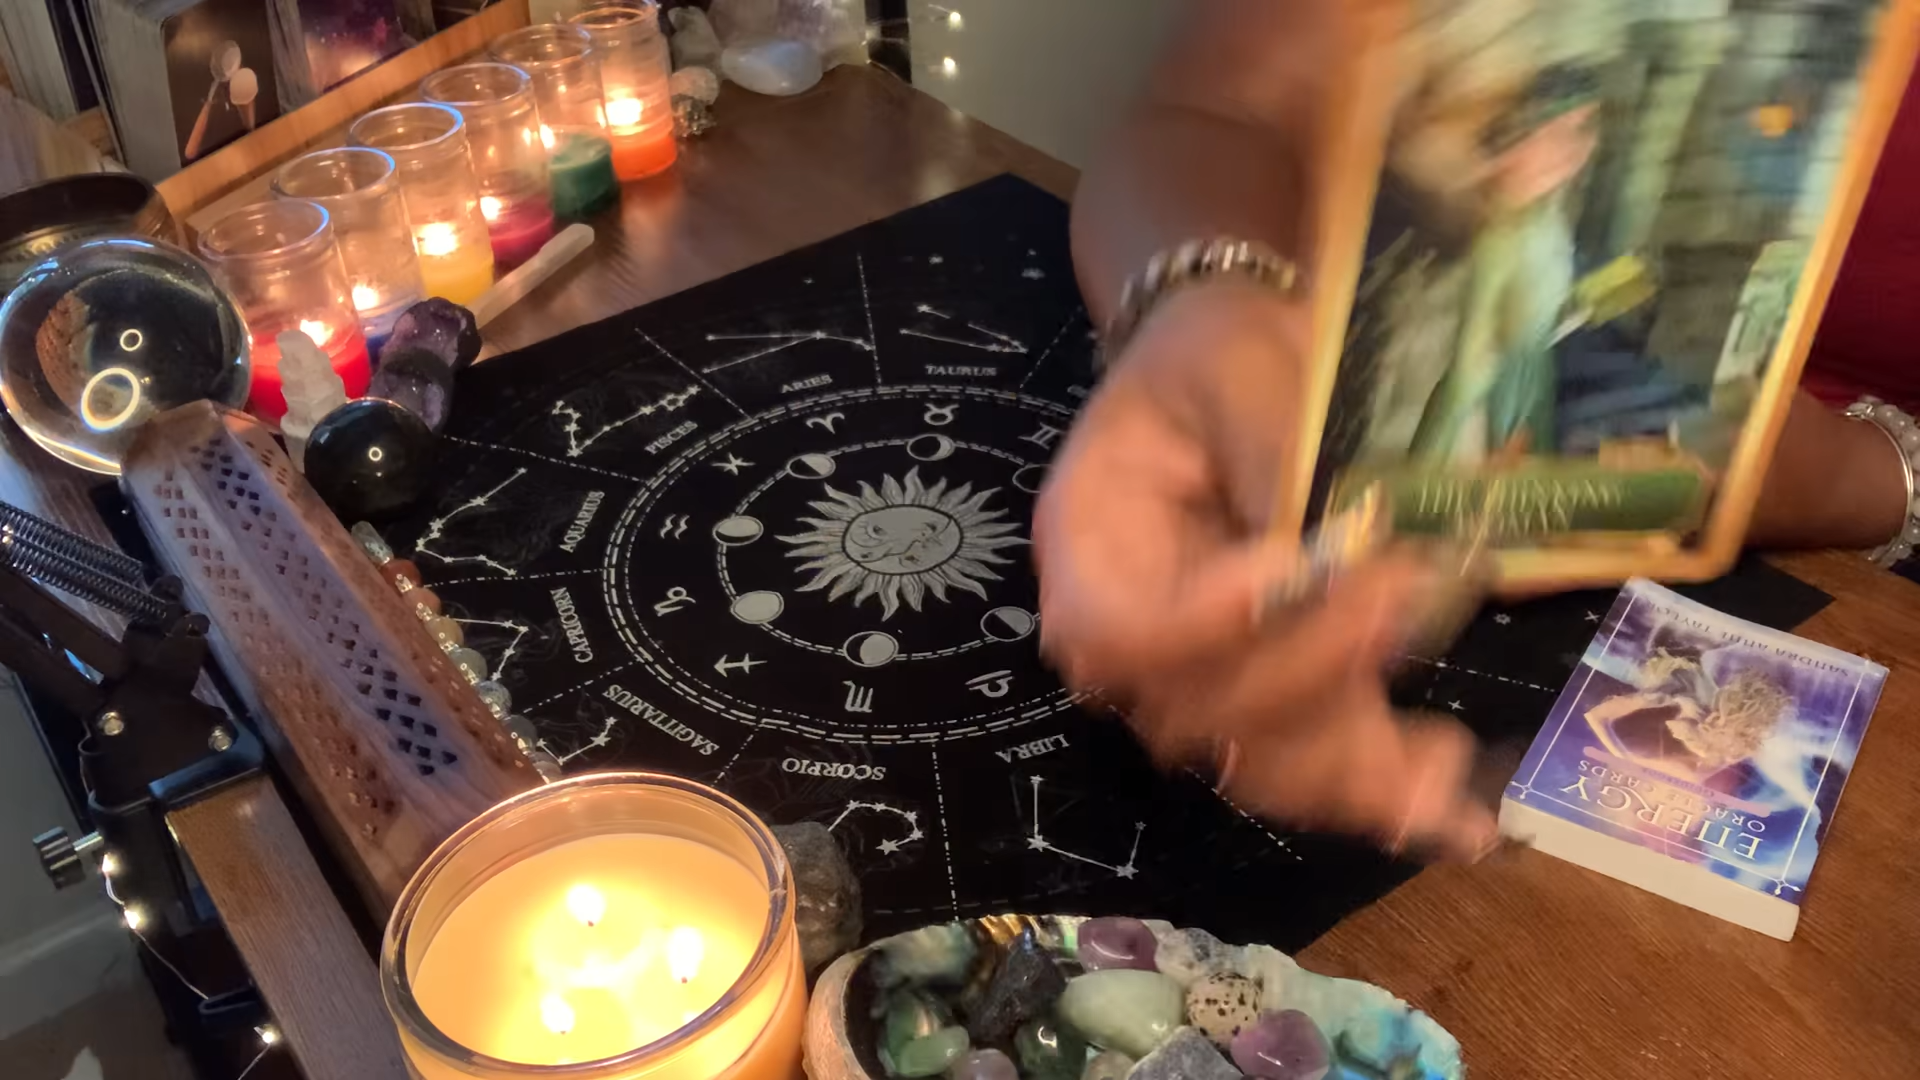 TAURUS
ARIES
PISCES
AQUARIUS
CAPRICORN
SAGITTARIUS
SCORPIO
LIBRA
ENERGY
ORACLE CARDS
SANDRA ANNE TAYLOR